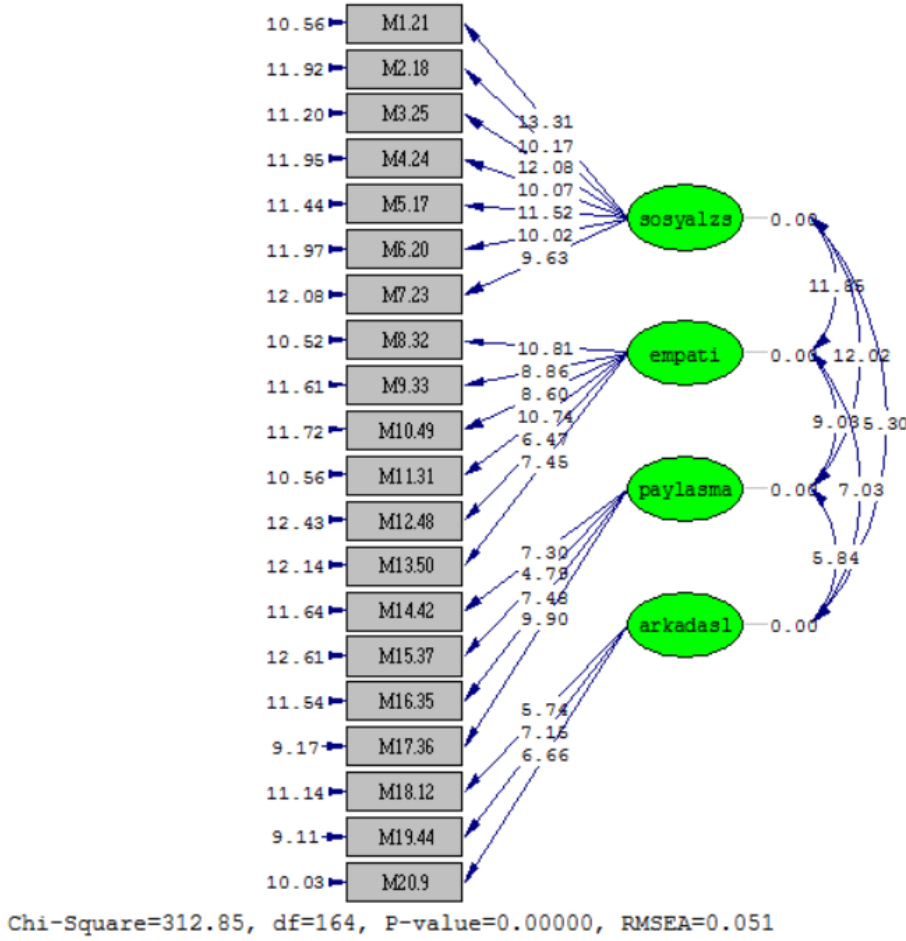 10.56 M1.21
11.92 M2.18
11.20 M3.25
11.95 M4.24
11.44 M5.17
11.97 M6.20
12.08 M7.23
10.52 M8.32
11.61 M9.33
11.72 M10.49
10.56 M11.31
12.43 M12.48
12.14 M13.50
11.64 M14.42
12.61 M15.37
11.54 M16.35
9.17 M17.36
11.14 M18.12
9.11 M19.44
10.03 M20.9
13.31
10.17
12.08
10.07
11.52
10.02
9.63
10.81
8.86
8.60
10.74
6.47
7.45
7.30
4.79
7.48
9.90
5.74
7.15
6.66
sosyalzs 0.00
empati 0.00
paylasma 0.00
arkadasl 0.00
11.85
12.02
9.03
5.30
7.03
5.84
Chi-Square=312.85, df=164, P-value=0.00000, RMSEA=0.051